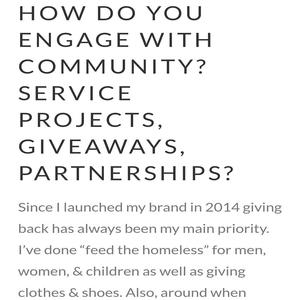 HOW DO YOU
ENGAGE WITH
COMMUNITY?
SERVICE
PROJECTS,
GIVEAWAYS,
PARTNERSHIPS?
Since I launched my brand in 2014 giving
back has always been my main priority.
I’ve done “feed the homeless” for men,
women, & children as well as giving
clothes & shoes. Also, around when